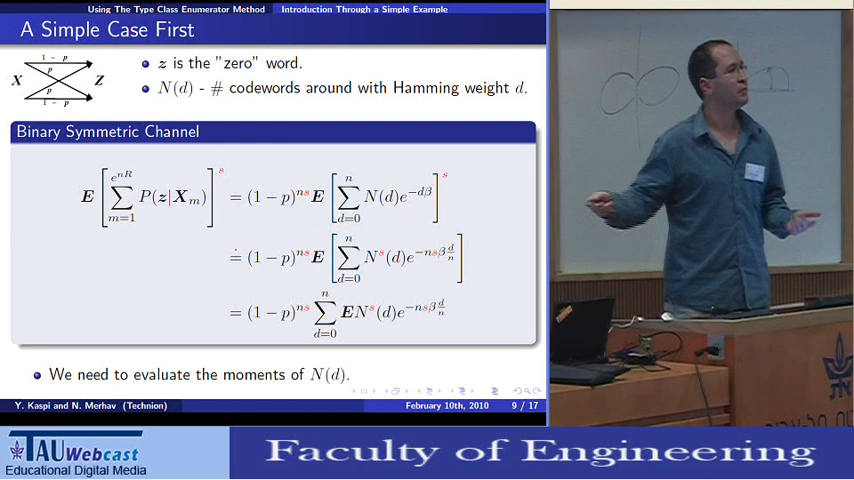 Using The Type Class Enumerator Method Introduction Through a Simple Example
A Simple Case First
1 − p
p
X Z
p
1 − p
• z is the "zero" word.
• N(d) - # codewords around with Hamming weight d.
Binary Symmetric Channel
E [ ∑_{m=1}^{e^{nR}} P(z|X_m) ]^s = (1 − p)^{ns} E [ ∑_{d=0}^{n} N(d)e^{−dβ} ]^s
≐ (1 − p)^{ns} E [ ∑_{d=0}^{n} N^s(d)e^{−nsβ d/n} ]
= (1 − p)^{ns} ∑_{d=0}^{n} EN^s(d)e^{−nsβ d/n}
• We need to evaluate the moments of N(d).
Y. Kaspi and N. Merhav (Technion) February 10th, 2010 9 / 17
TAU Webcast
Educational Digital Media
Faculty of Engineering